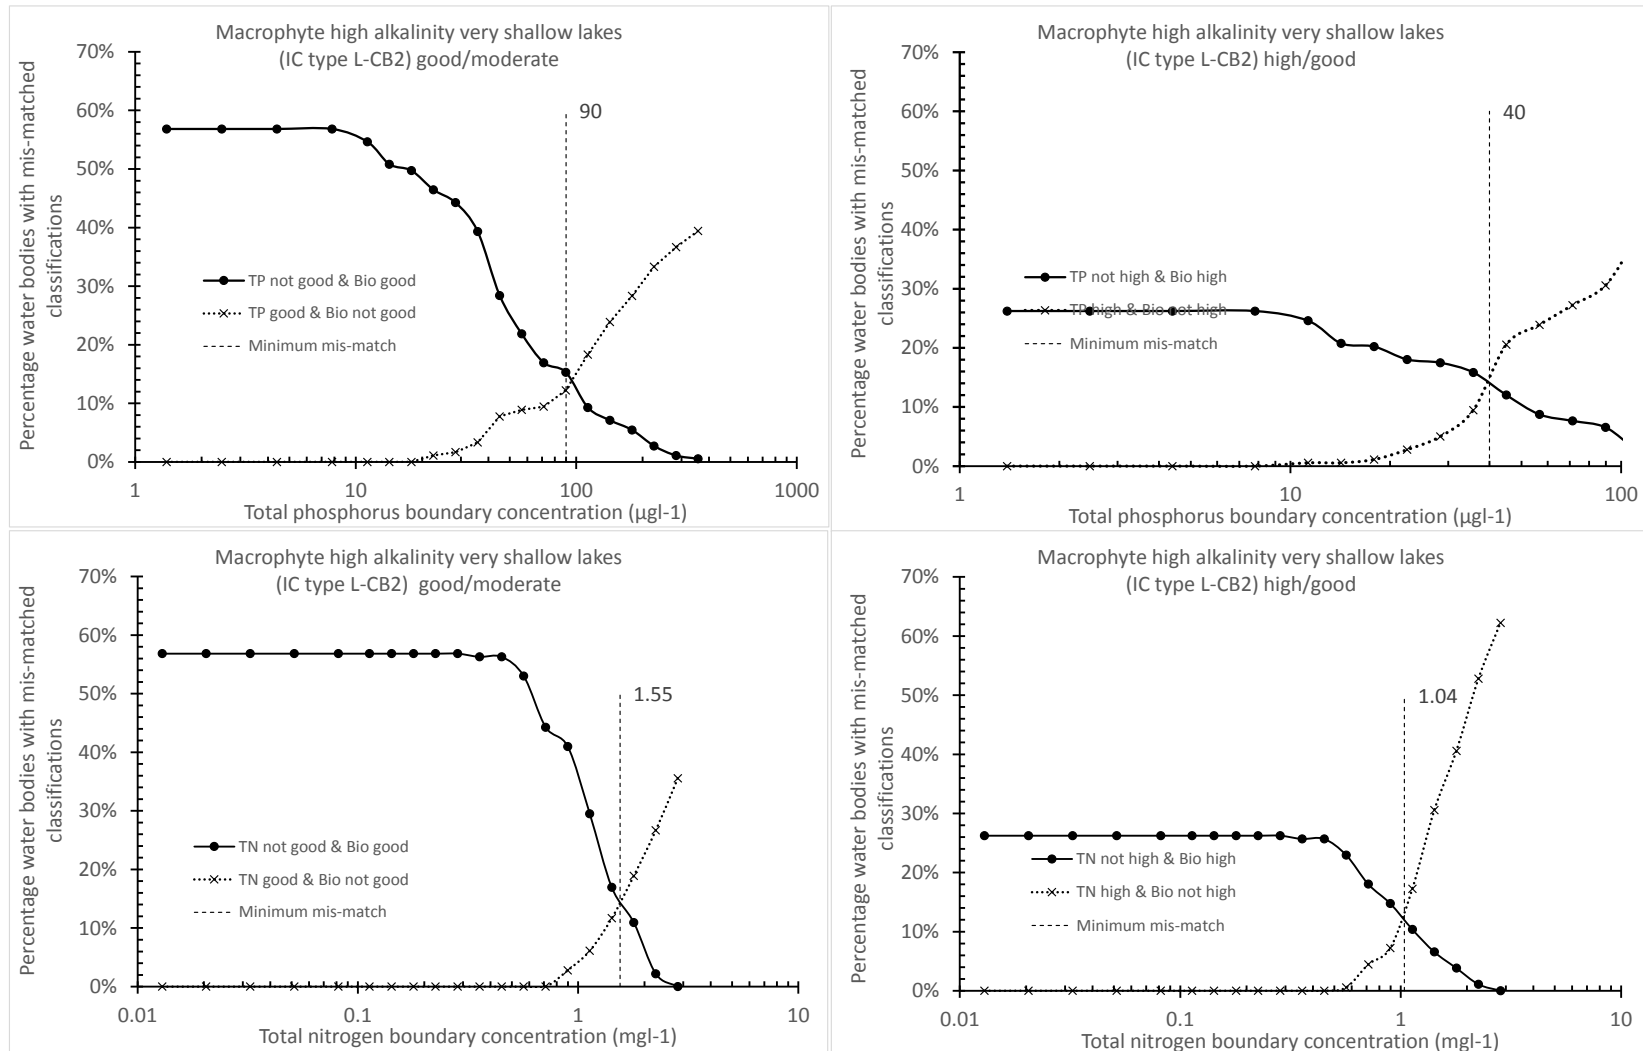 Macrophyte high alkalinity very shallow lakes
(IC type L-CB2) good/moderate
Percentage water bodies with mis-matched
classifications
70%
60%
50%
40%
30%
20%
10%
0%
90
TP not good & Bio good
TP good & Bio not good
Minimum mis-match
1
10
100
1000
Total phosphorus boundary concentration (µgl-1)
Macrophyte high alkalinity very shallow lakes
(IC type L-CB2) high/good
Percentage water bodies with mis-matched
classifications
70%
60%
50%
40%
30%
20%
10%
0%
40
TP not high & Bio high
TP high & Bio not high
Minimum mis-match
1
10
100
Total phosphorus boundary concentration (µgl-1)
Macrophyte high alkalinity very shallow lakes
(IC type L-CB2) good/moderate
Percentage water bodies with mis-matched
classifications
70%
60%
50%
40%
30%
20%
10%
0%
1.55
TN not good & Bio good
TN good & Bio not good
Minimum mis-match
0.01
0.1
1
10
Total nitrogen boundary concentration (mgl-1)
Macrophyte high alkalinity very shallow lakes
(IC type L-CB2) high/good
Percentage water bodies with mis-matched
classifications
70%
60%
50%
40%
30%
20%
10%
0%
1.04
TN not high & Bio high
TN high & Bio not high
Minimum mis-match
0.01
0.1
1
10
Total nitrogen boundary concentration (mgl-1)